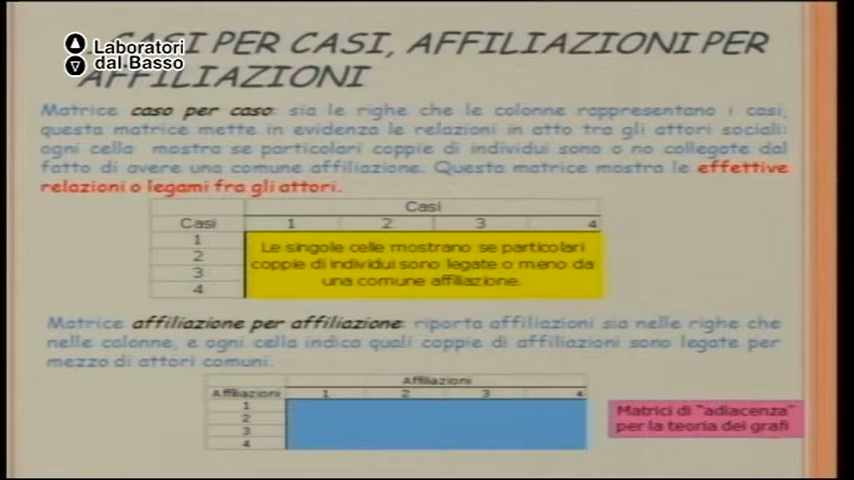 Laboratori
dal Basso
CASI PER CASI, AFFILIAZIONI PER
AFFILIAZIONI
Matrice caso per caso: sia le righe che le colonne rappresentano i casi,
questa matrice mette in evidenza le relazioni in atto tra gli attori sociali:
ogni cella mostra se particolari coppie di individui sono o no collegate dal
fatto di avere una comune affiliazione. Questa matrice mostra le effettive
relazioni o legami fra gli attori.
Casi
Casi 1 2 3 4
1
2
3
4
Le singole celle mostrano se particolari
coppie di individui sono legate o meno da
una comune affiliazione.
Matrice affiliazione per affiliazione: riporta affiliazioni sia nelle righe che
nelle colonne, e ogni cella indica quali coppie di affiliazioni sono legate per
mezzo di attori comuni.
Affiliazioni
Affiliazioni 1 2 3 4
1
2
3
4
Matrici di "adiacenza"
per la teoria dei grafi